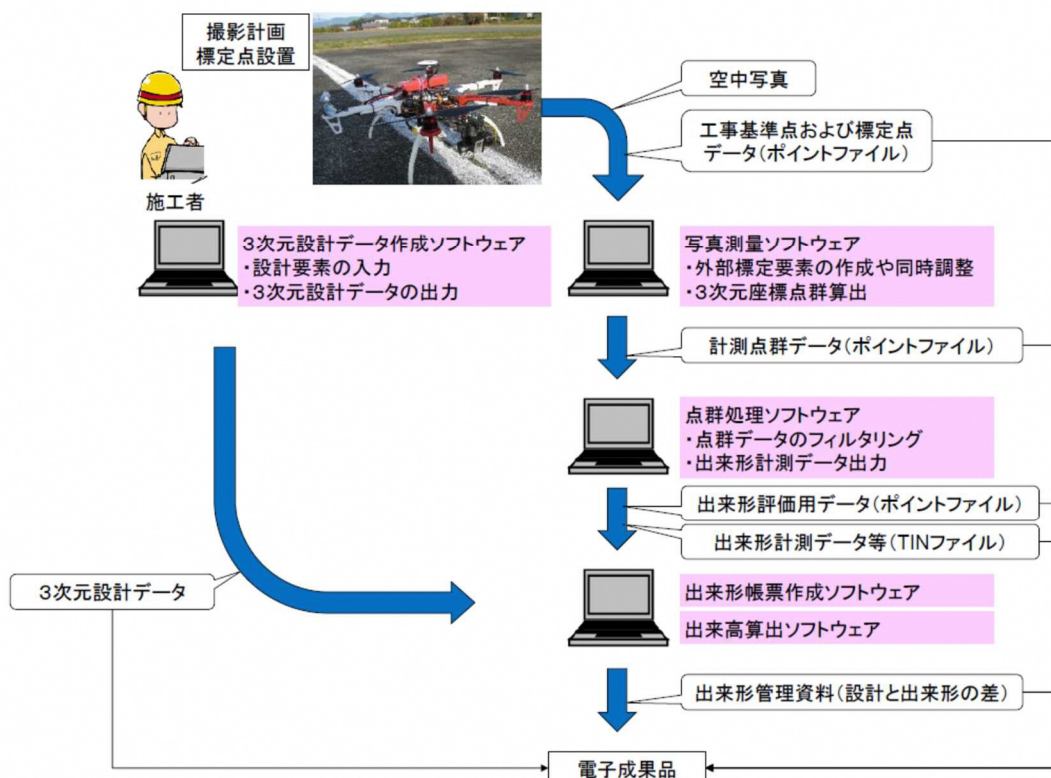 撮影計画
標定点設置
空中写真
工事基準点および標定点
データ(ポイントファイル)
施工者
3次元設計データ作成ソフトウェア
・設計要素の入力
・3次元設計データの出力
写真測量ソフトウェア
・外部標定要素の作成や同時調整
・3次元座標点群算出
計測点群データ(ポイントファイル)
点群処理ソフトウェア
・点群データのフィルタリング
・出来形計測データ出力
出来形評価用データ(ポイントファイル)
出来形計測データ等(TINファイル)
3次元設計データ
出来形帳票作成ソフトウェア
出来高算出ソフトウェア
出来形管理資料(設計と出来形の差)
電子成果品